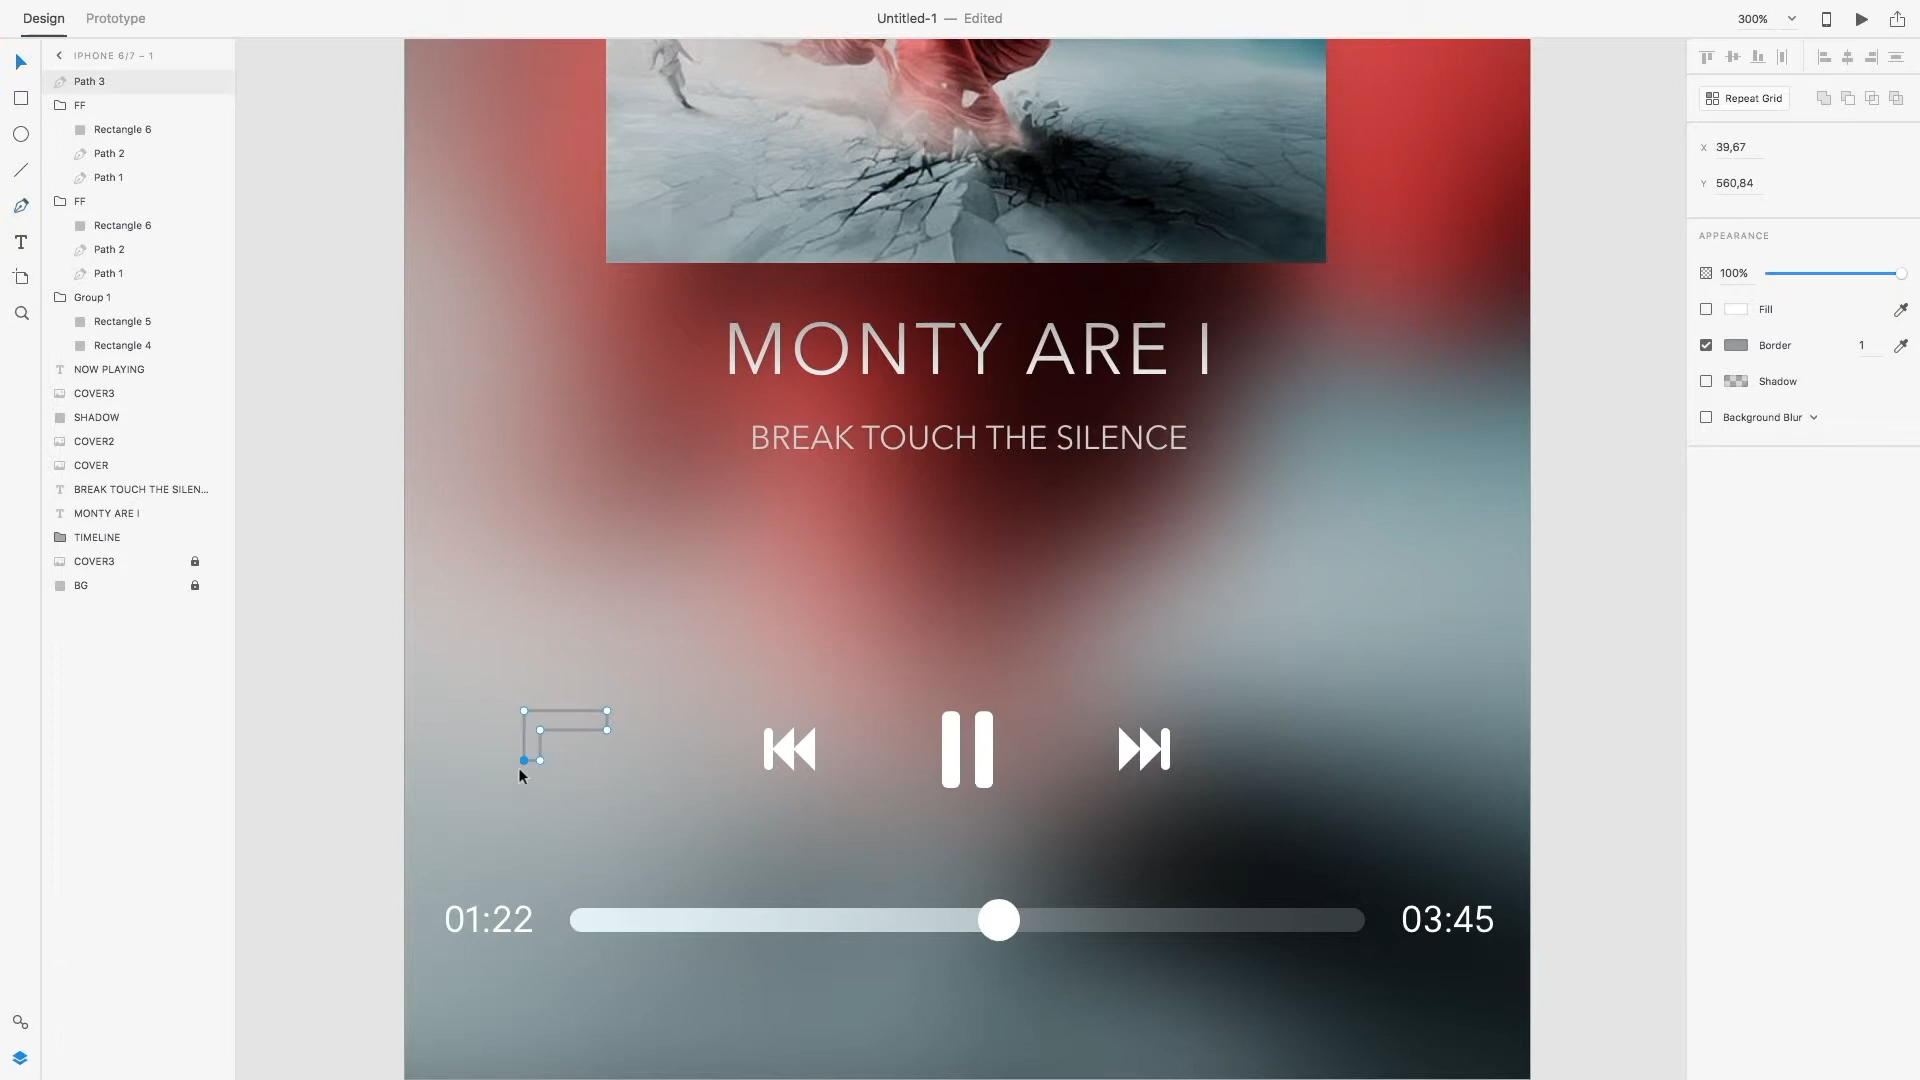 Design Prototype
Untitled-1 — Edited
300%
IPHONE 6/7 – 1
Path 3
FF
Rectangle 6
Path 2
Path 1
FF
Rectangle 6
Path 2
Path 1
Group 1
Rectangle 5
Rectangle 4
NOW PLAYING
COVER3
SHADOW
COVER2
COVER
BREAK TOUCH THE SILEN...
MONTY ARE I
TIMELINE
COVER3
BG
MONTY ARE I
BREAK TOUCH THE SILENCE
01:22
03:45
Repeat Grid
X 39,67
Y 560,84
APPEARANCE
100%
Fill
Border 1
Shadow
Background Blur